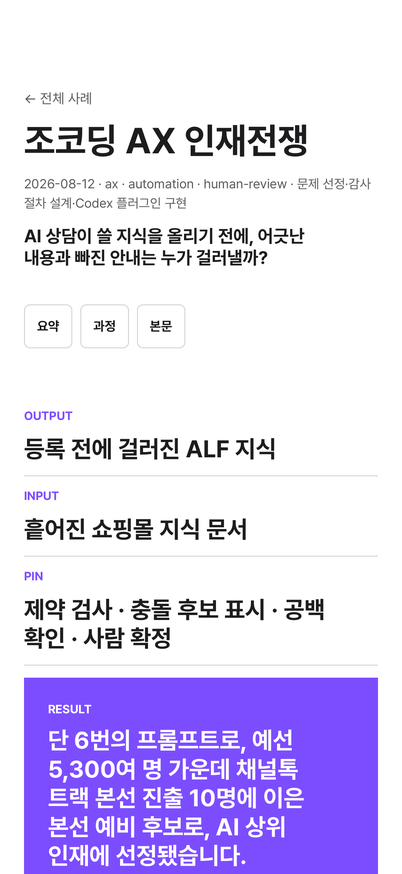 ← 전체 사례
조코딩 AX 인재전쟁
2026-08-12 · ax · automation · human-review · 문제 선정·감사
절차 설계·Codex 플러그인 구현
AI 상담이 쓸 지식을 올리기 전에, 어긋난
내용과 빠진 안내는 누가 걸러낼까?
요약 과정 본문
OUTPUT
등록 전에 걸러진 ALF 지식
INPUT
흩어진 쇼핑몰 지식 문서
PIN
제약 검사 · 충돌 후보 표시 · 공백
확인 · 사람 확정
RESULT
단 6번의 프롬프트로, 예선
5,300여 명 가운데 채널톡
트랙 본선 진출 10명에 이은
본선 예비 후보로, AI 상위
인재에 선정됐습니다.